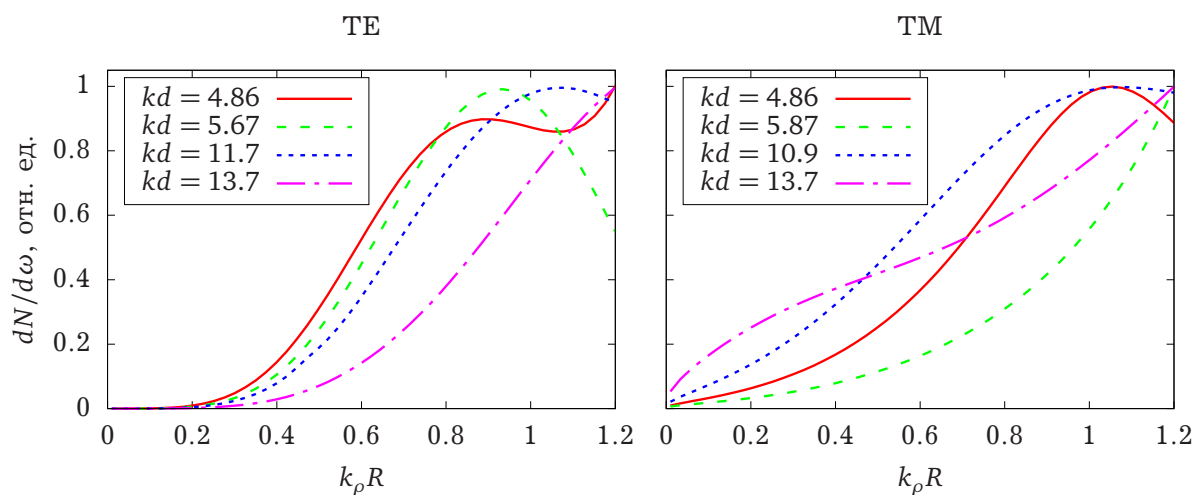 TE
dN/dω, отн. ед.
1
0.8
0.6
0.4
0.2
0
kd = 4.86
kd = 5.67
kd = 11.7
kd = 13.7
0 0.2 0.4 0.6 0.8 1 1.2
kρR
TM
kd = 4.86
kd = 5.87
kd = 10.9
kd = 13.7
0 0.2 0.4 0.6 0.8 1 1.2
kρR